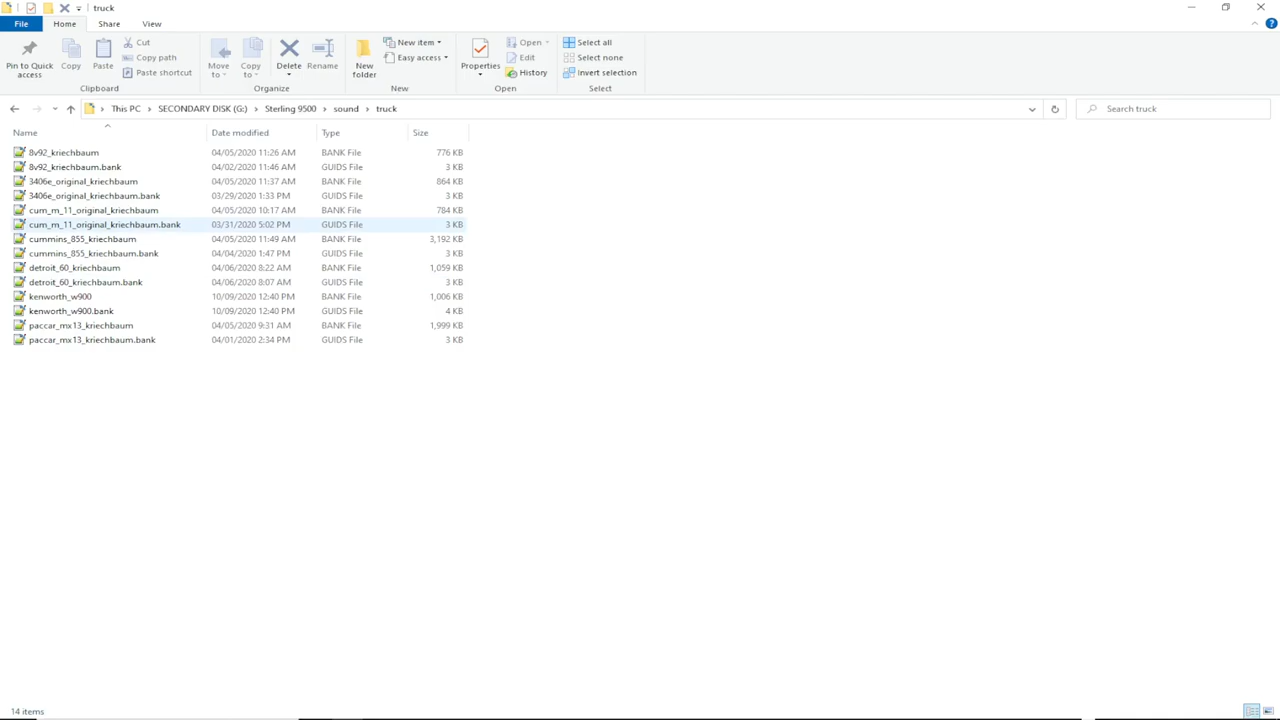 truck
File Home Share View
Pin to Quick access
Copy
Paste
Cut
Copy path
Paste shortcut
Clipboard
Move to
Copy to
Delete
Rename
Organize
New folder
New item
Easy access
New
Properties
Open
Edit
History
Open
Select all
Select none
Invert selection
Select
This PC > SECONDARY DISK (G:) > Sterling 9500 > sound > truck
Search truck
Name Date modified Type Size
8v92_kriechbaum 04/05/2020 11:26 AM BANK File 776 KB
8v92_kriechbaum.bank 04/02/2020 11:46 AM GUIDS File 3 KB
3406e_original_kriechbaum 04/05/2020 11:37 AM BANK File 864 KB
3406e_original_kriechbaum.bank 03/29/2020 1:33 PM GUIDS File 3 KB
cum_m_11_original_kriechbaum 04/05/2020 10:17 AM BANK File 784 KB
cum_m_11_original_kriechbaum.bank 03/31/2020 5:02 PM GUIDS File 3 KB
cummins_855_kriechbaum 04/05/2020 11:49 AM BANK File 3,192 KB
cummins_855_kriechbaum.bank 04/04/2020 1:47 PM GUIDS File 3 KB
detroit_60_kriechbaum 04/06/2020 8:22 AM BANK File 1,059 KB
detroit_60_kriechbaum.bank 04/06/2020 8:07 AM GUIDS File 3 KB
kenworth_w900 10/09/2020 12:40 PM BANK File 1,006 KB
kenworth_w900.bank 10/09/2020 12:40 PM GUIDS File 4 KB
paccar_mx13_kriechbaum 04/05/2020 9:31 AM BANK File 1,999 KB
paccar_mx13_kriechbaum.bank 04/01/2020 2:34 PM GUIDS File 3 KB
14 items